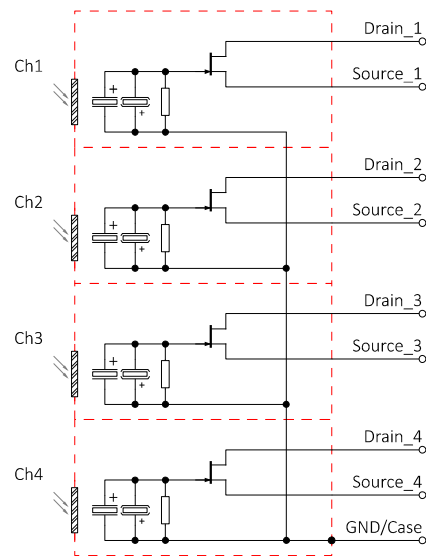 Drain_1
Ch1
Source_1
+
+
Drain_2
Ch2
Source_2
+
+
Drain_3
Ch3
Source_3
+
+
Drain_4
Ch4
Source_4
+
+
GND/Case